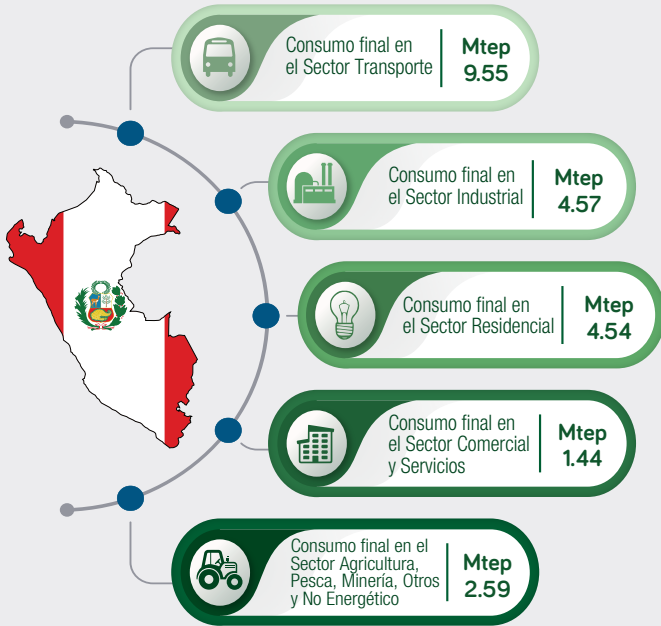 Consumo final en
el Sector Transporte
Mtep
9.55
Consumo final en
el Sector Industrial
Mtep
4.57
Consumo final en
el Sector Residencial
Mtep
4.54
Consumo final en
el Sector Comercial
y Servicios
Mtep
1.44
Consumo final en el
Sector Agricultura,
Pesca, Minería, Otros
y No Energético
Mtep
2.59